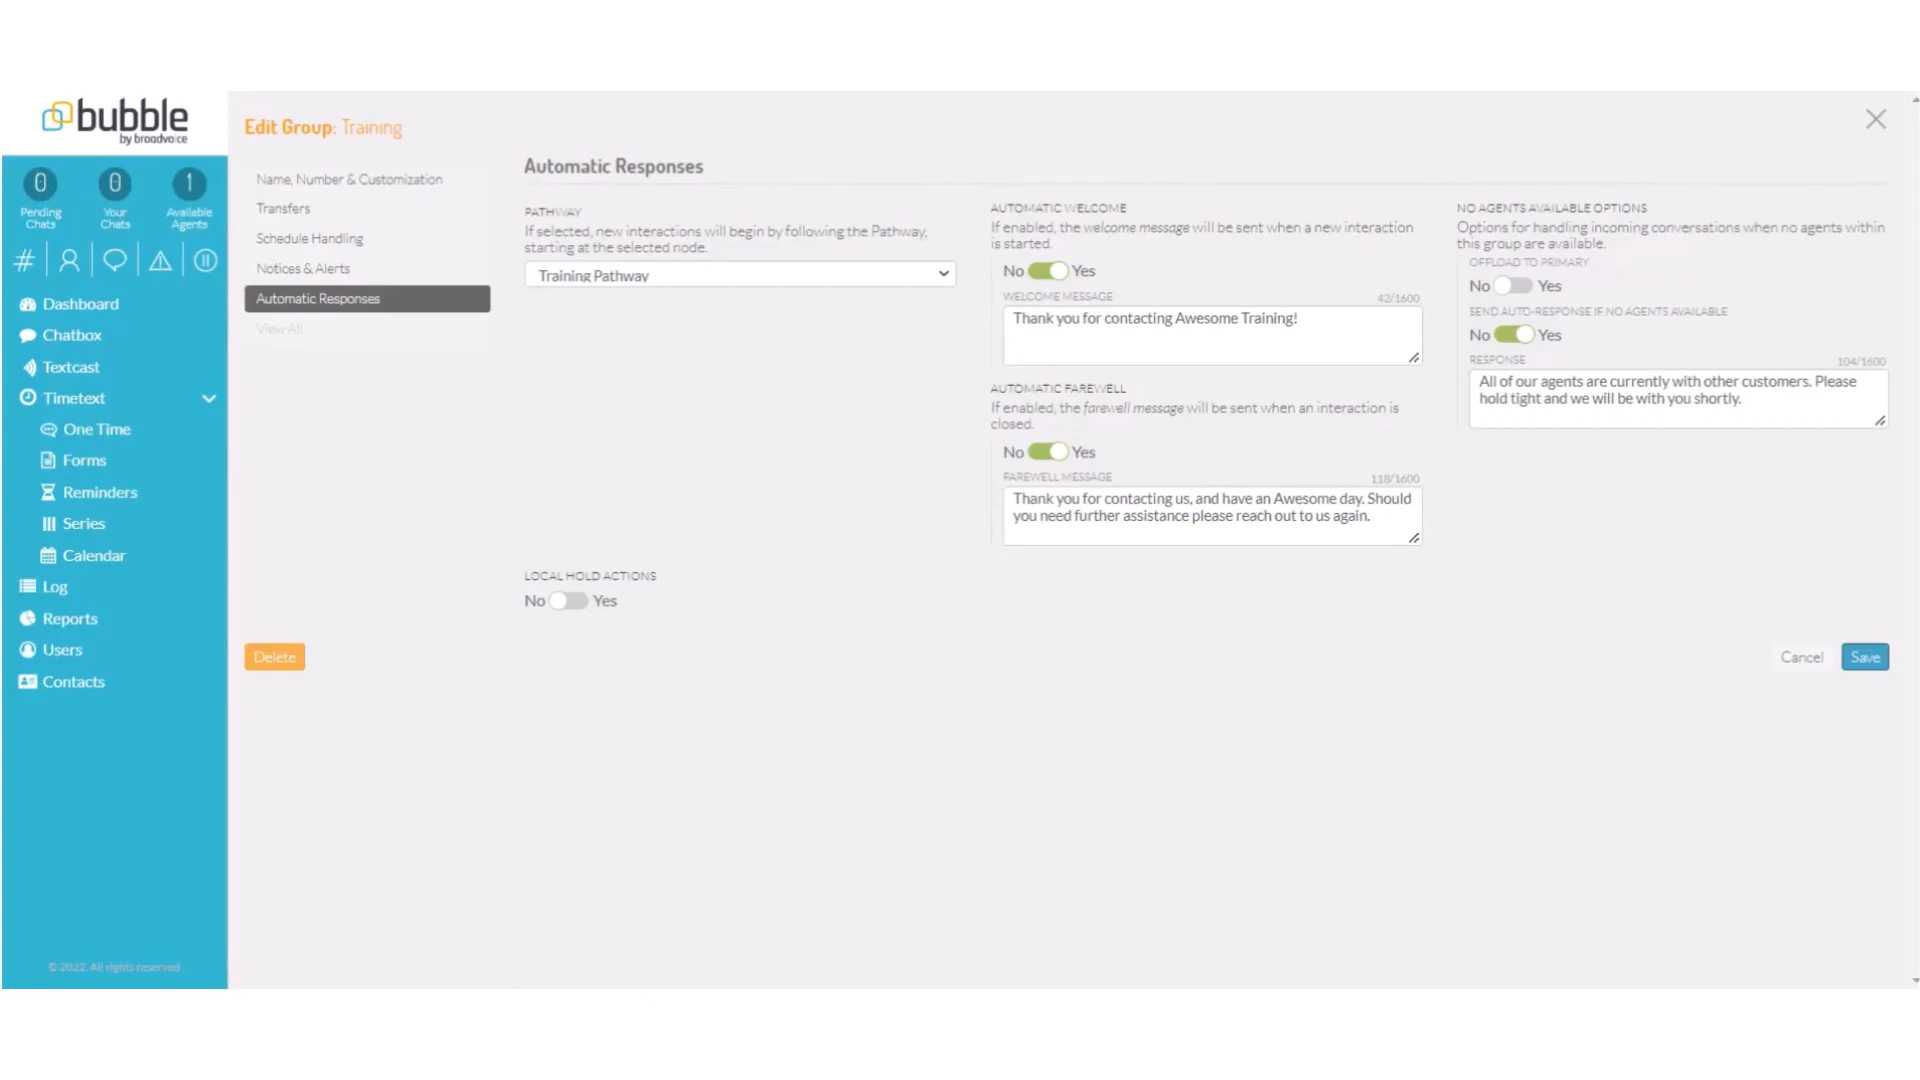 bubble
by broadvoice
0
0
1
Pending Chats
Your Chats
Available Agents
Dashboard
Chatbox
Textcast
Timetext
One Time
Forms
Reminders
Series
Calendar
Log
Reports
Users
Contacts
© 2022. All rights reserved
Edit Group: Training
Name, Number & Customization
Transfers
Schedule Handling
Notices & Alerts
Automatic Responses
View All
Automatic Responses
PATHWAY
If selected, new interactions will begin by following the Pathway,
starting at the selected node.
Training Pathway
AUTOMATIC WELCOME
If enabled, the welcome message will be sent when a new interaction
is started.
No Yes
WELCOME MESSAGE 42/1600
Thank you for contacting Awesome Training!
AUTOMATIC FAREWELL
If enabled, the farewell message will be sent when an interaction is
closed.
No Yes
FAREWELL MESSAGE 118/1600
Thank you for contacting us, and have an Awesome day. Should
you need further assistance please reach out to us again.
NO AGENTS AVAILABLE OPTIONS
Options for handling incoming conversations when no agents within
this group are available.
OFFLOAD TO PRIMARY
No Yes
SEND AUTO-RESPONSE IF NO AGENTS AVAILABLE
No Yes
RESPONSE 104/1600
All of our agents are currently with other customers. Please
hold tight and we will be with you shortly.
LOCAL HOLD ACTIONS
No Yes
Delete
Cancel
Save